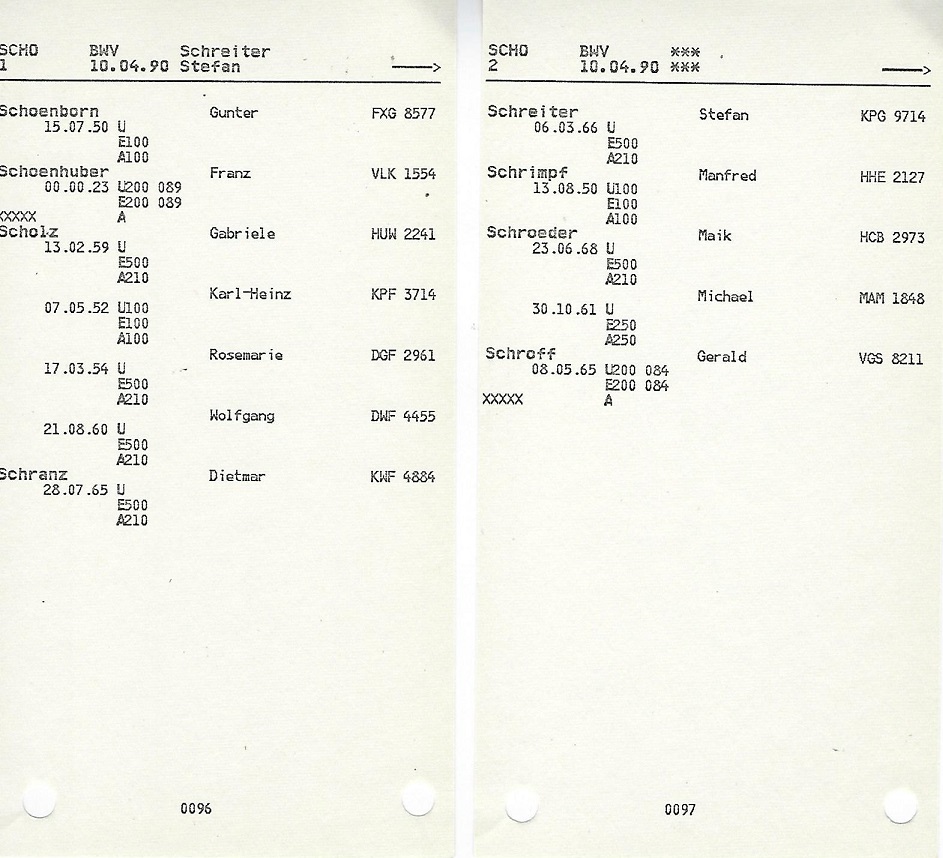 SCHO BWV Schreiter
1 10.04.90 Stefan ———>
Schoenborn Gunter FXG 8577
15.07.50 U
E100
A100
Schoenhuber Franz VLK 1554
00.00.23 U200 089
E200 089
XXXXX A
Scholz Gabriele HUW 2241
13.02.59 U
E500
A210
Karl-Heinz KPF 3714
07.05.52 U100
E100
A100
Rosemarie DGF 2961
17.03.54 U
E500
A210
Wolfgang DWF 4455
21.08.60 U
E500
A210
Schranz Dietmar KWF 4884
28.07.65 U
E500
A210
0096
SCHO BWV ***
2 10.04.90 *** ———>
Schreiter Stefan KPG 9714
06.03.66 U
E500
A210
Schrimpf Manfred HHE 2127
13.08.50 U100
E100
A100
Schroeder Maik HCB 2973
23.06.68 U
E500
A210
Michael MAM 1848
30.10.61 U
E250
A250
Schroff Gerald VGS 8211
08.05.65 U200 084
E200 084
XXXXX A
0097